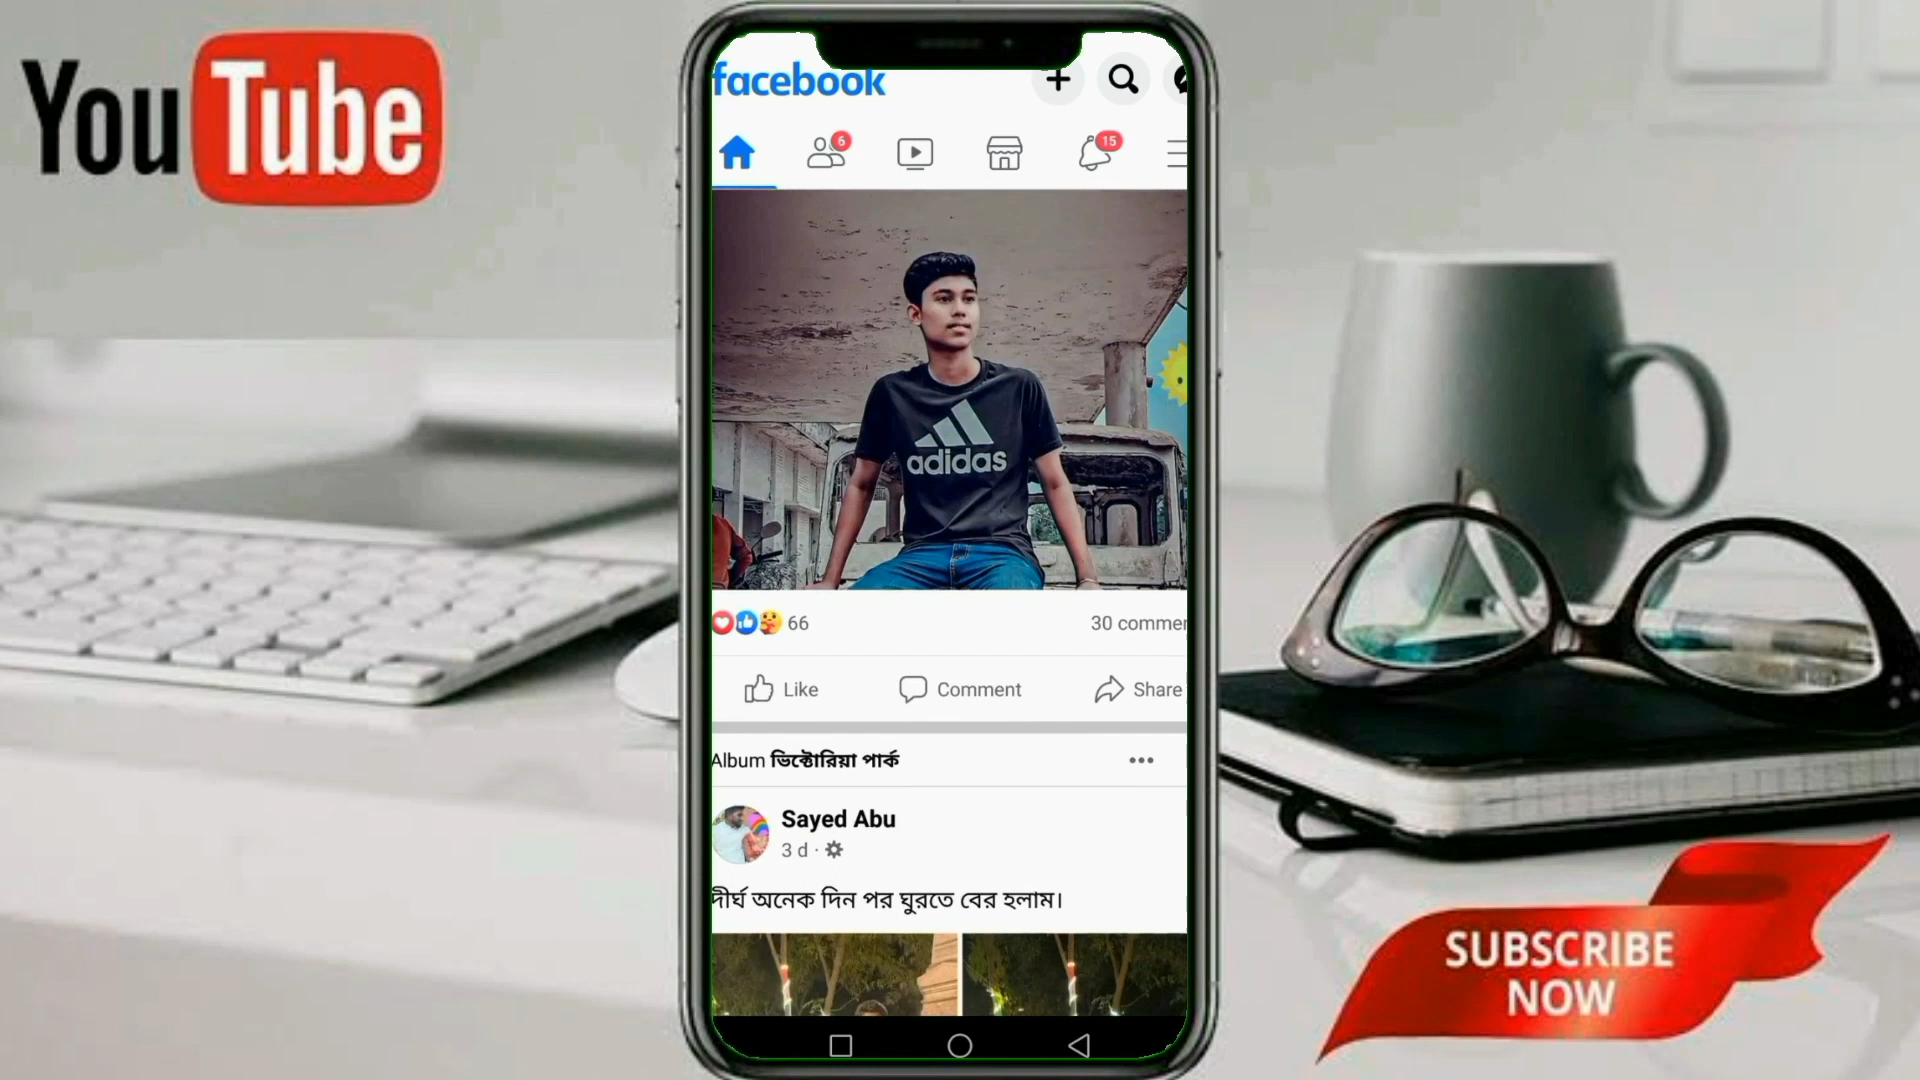 YouTube
facebook
6
15
adidas
66
30 commen
Like
Comment
Share
Album ভিক্টোরিয়া পার্ক
Sayed Abu
3 d ·
দীর্ঘ অনেক দিন পর ঘুরতে বের হলাম।
SUBSCRIBE
NOW